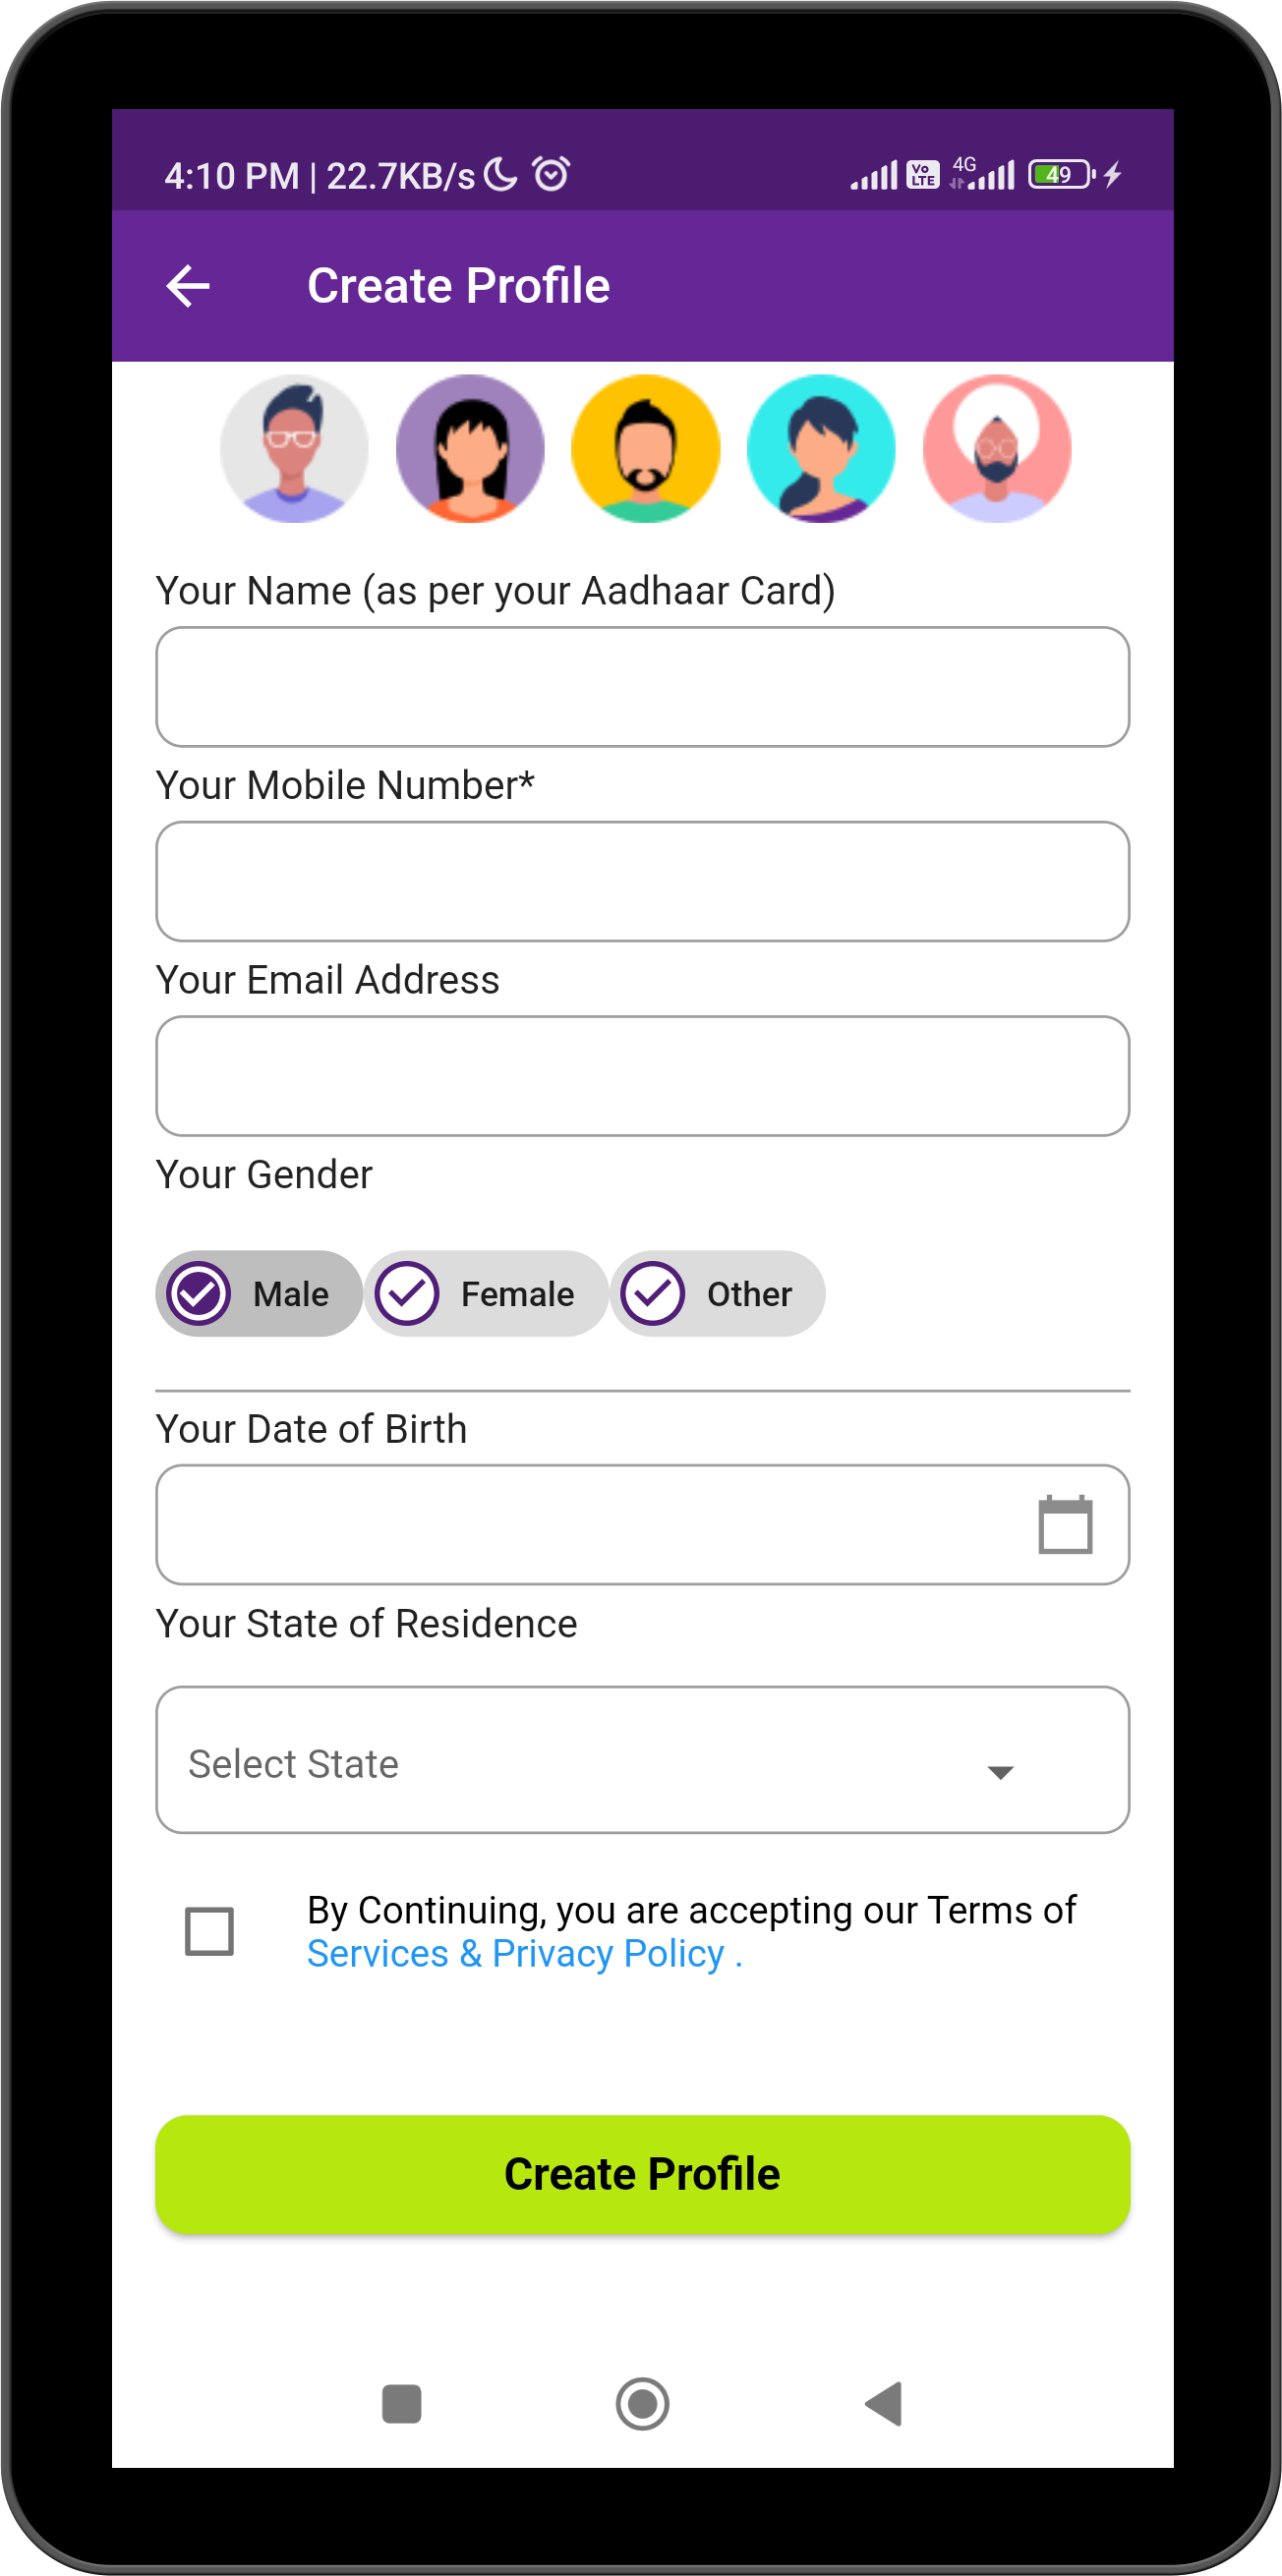 4:10 PM | 22.7KB/s Vo LTE 4G 49
Create Profile
Your Name (as per your Aadhaar Card)
Your Mobile Number*
Your Email Address
Your Gender
Male Female Other
Your Date of Birth
Your State of Residence
Select State
By Continuing, you are accepting our Terms of
Services & Privacy Policy .
Create Profile